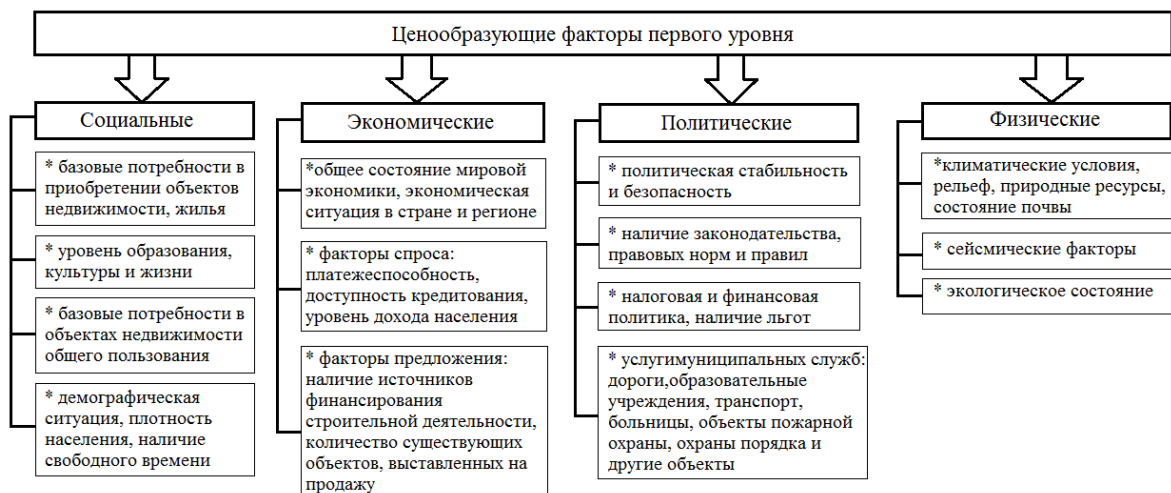 Ценообразующие факторы первого уровня
Социальные
* базовые потребности в
приобретении объектов
недвижимости, жилья
* уровень образования,
культуры и жизни
* базовые потребности в
объектах недвижимости
общего пользования
* демографическая
ситуация, плотность
населения, наличие
свободного времени
Экономические
*общее состояние мировой
экономики, экономическая
ситуация в стране и регионе
* факторы спроса:
платежеспособность,
доступность кредитования,
уровень дохода населения
* факторы предложения:
наличие источников
финансирования
строительной деятельности,
количество существующих
объектов, выставленных на
продажу
Политические
* политическая стабильность
и безопасность
* наличие законодательства,
правовых норм и правил
* налоговая и финансовая
политика, наличие льгот
* услугимуниципальных служб:
дороги,образовательные
учреждения, транспорт,
больницы, объекты пожарной
охраны, охраны порядка и
другие объекты
Физические
*климатические условия,
рельеф, природные ресурсы,
состояние почвы
* сейсмические факторы
* экологическое состояние